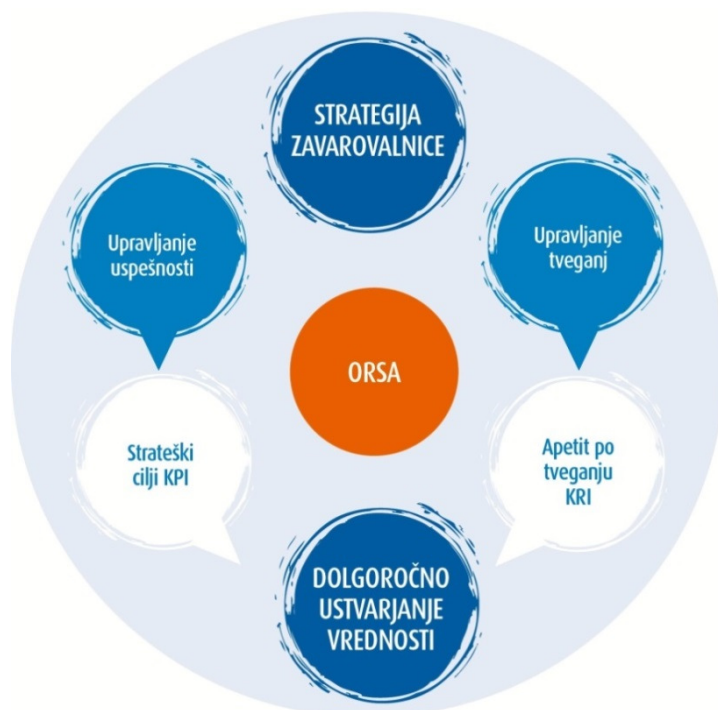 STRATEGIJA
ZAVAROVALNICE
Upravljanje
uspešnosti
Upravljanje
tveganj
ORSA
Strateški
cilji KPI
Apetit po
tveganju
KRI
DOLGOROČNO
USTVARJANJE
VREDNOSTI